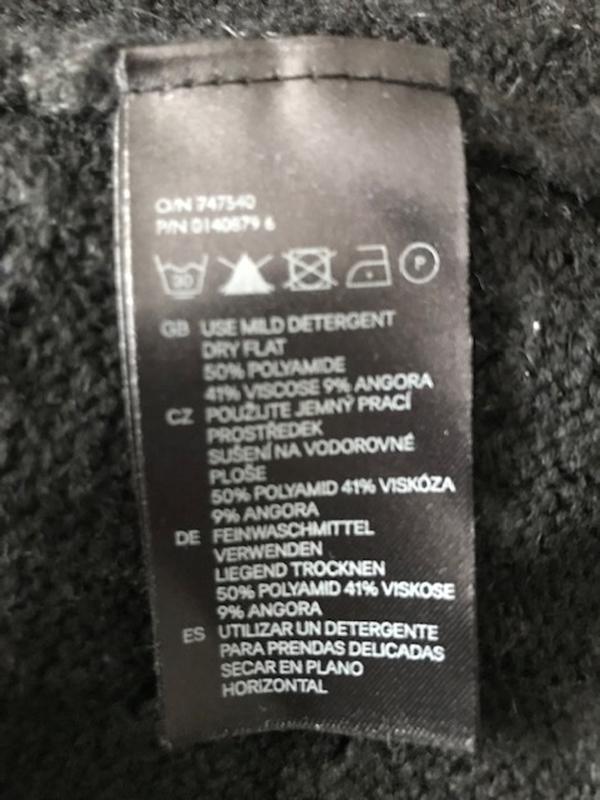 O/N 747540
P/N 0140879 6
30 P
GB USE MILD DETERGENT
DRY FLAT
50% POLYAMIDE
41% VISCOSE 9% ANGORA
CZ POUŽIJTE JEMNÝ PRACÍ
PROSTŘEDEK
SUŠENÍ NA VODOROVNÉ
PLOŠE
50% POLYAMID 41% VISKÓZA
9% ANGORA
DE FEINWASCHMITTEL
VERWENDEN
LIEGEND TROCKNEN
50% POLYAMID 41% VISKOSE
9% ANGORA
ES UTILIZAR UN DETERGENTE
PARA PRENDAS DELICADAS
SECAR EN PLANO
HORIZONTAL